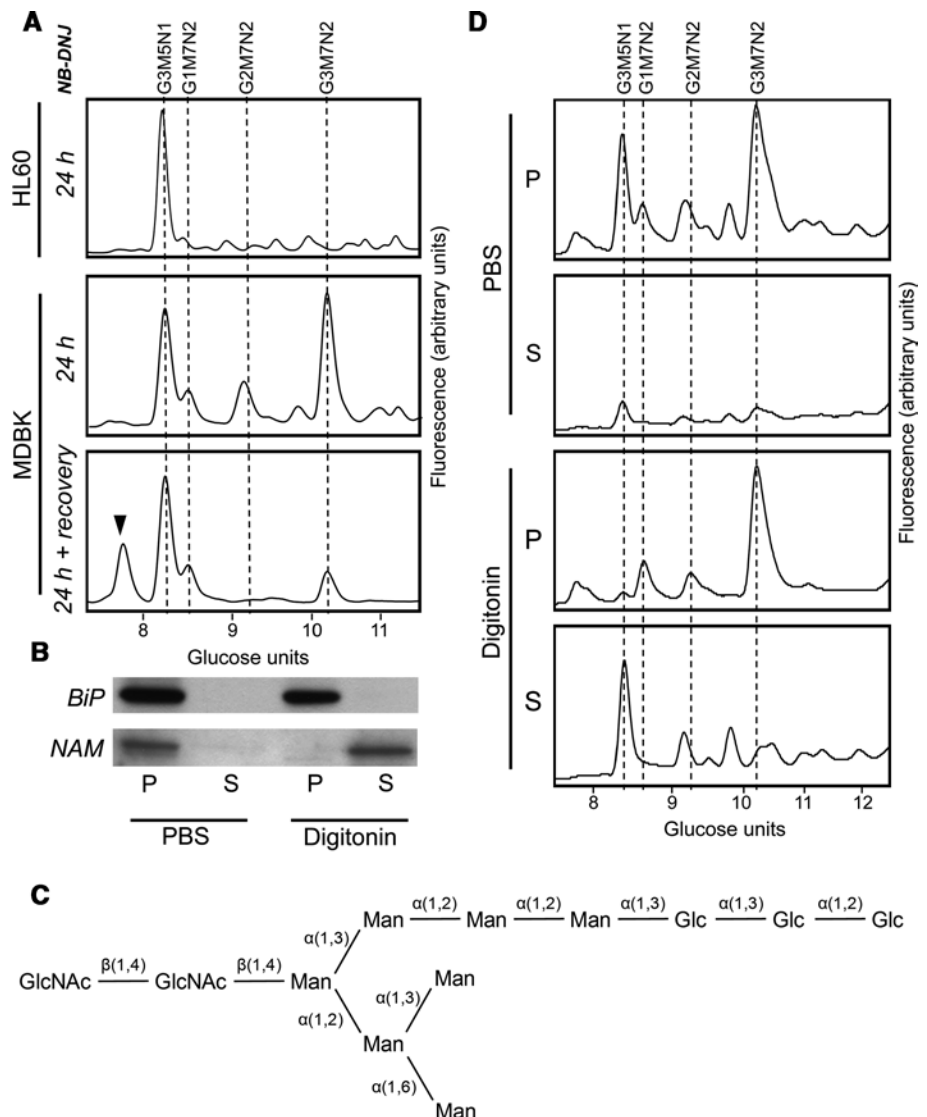 A
NB-DNJ
G3M5N1
G1M7N2
G2M7N2
G3M7N2
HL60
24 h
MDBK
24 h
24 h + recovery
Fluorescence (arbitrary units)
8 9 10 11
Glucose units
B
BiP
NAM
P S P S
PBS Digitonin
D
G3M5N1
G1M7N2
G2M7N2
G3M7N2
PBS
P
S
Digitonin
P
S
Fluorescence (arbitrary units)
8 9 10 11 12
Glucose units
C
Man α(1,2) Man α(1,2) Man α(1,3) Glc α(1,3) Glc α(1,2) Glc
α(1,3)
GlcNAc β(1,4) GlcNAc β(1,4) Man
Man
α(1,2) α(1,3)
Man
α(1,6)
Man